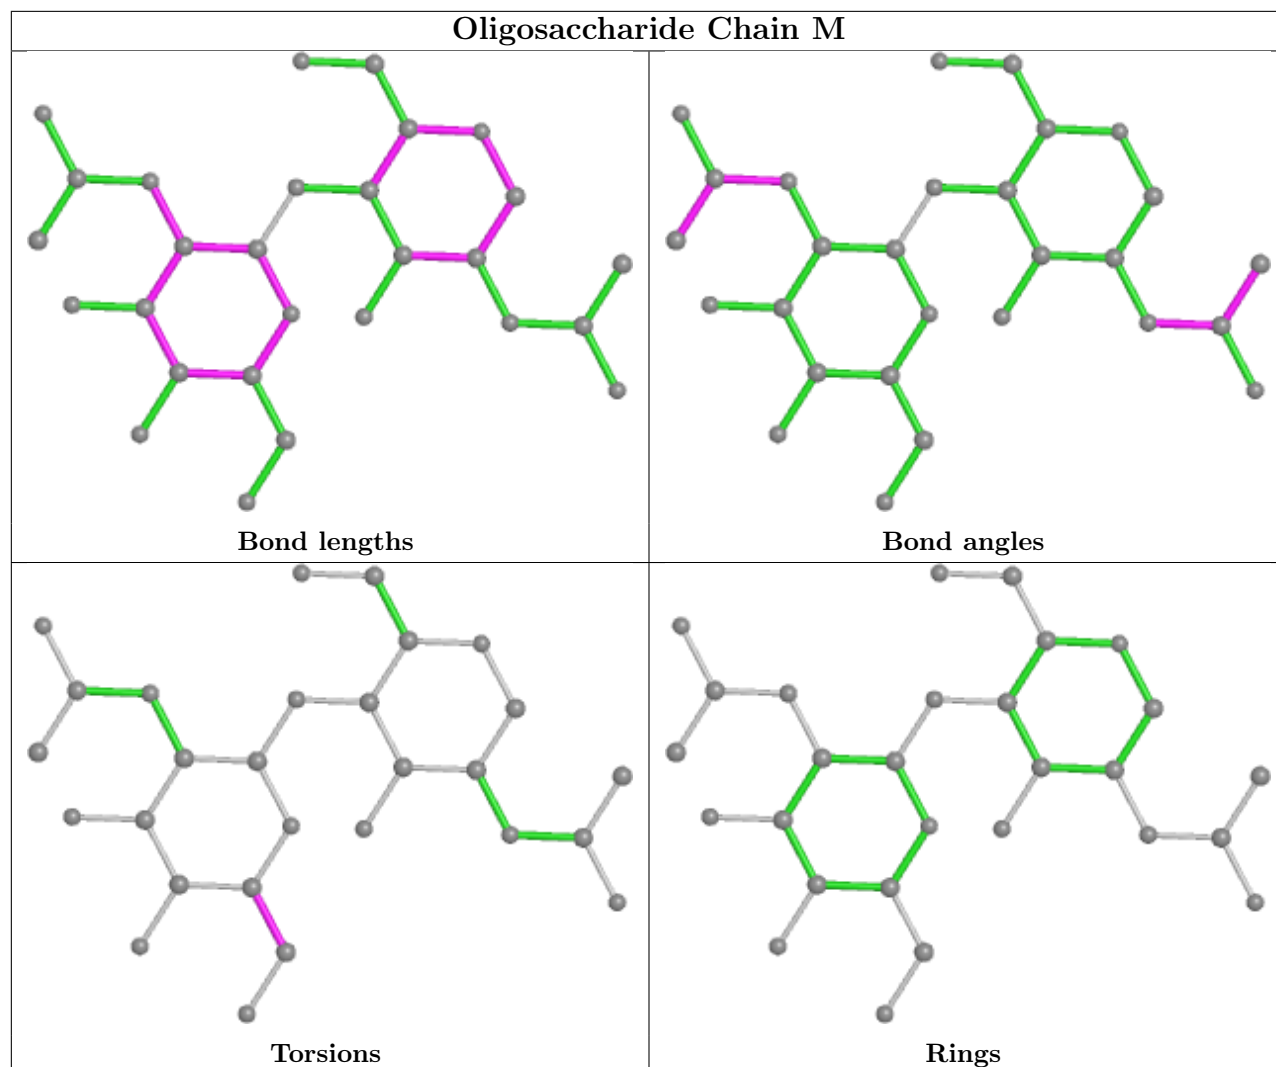 Oligosaccharide Chain M
Bond lengths
Bond angles
Torsions
Rings